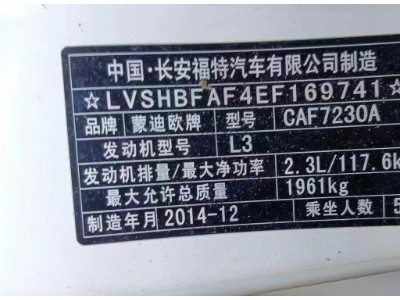 中国·长安福特汽车有限公司制造
☆LVSHBFAF4EF169741☆
品牌 蒙迪欧牌 型号 CAF7230A
发动机型号 L3
发动机排量/最大净功率 2.3L/117.6k
最大允许总质量 1961kg
制造年月 2014-12 乘坐人数 5